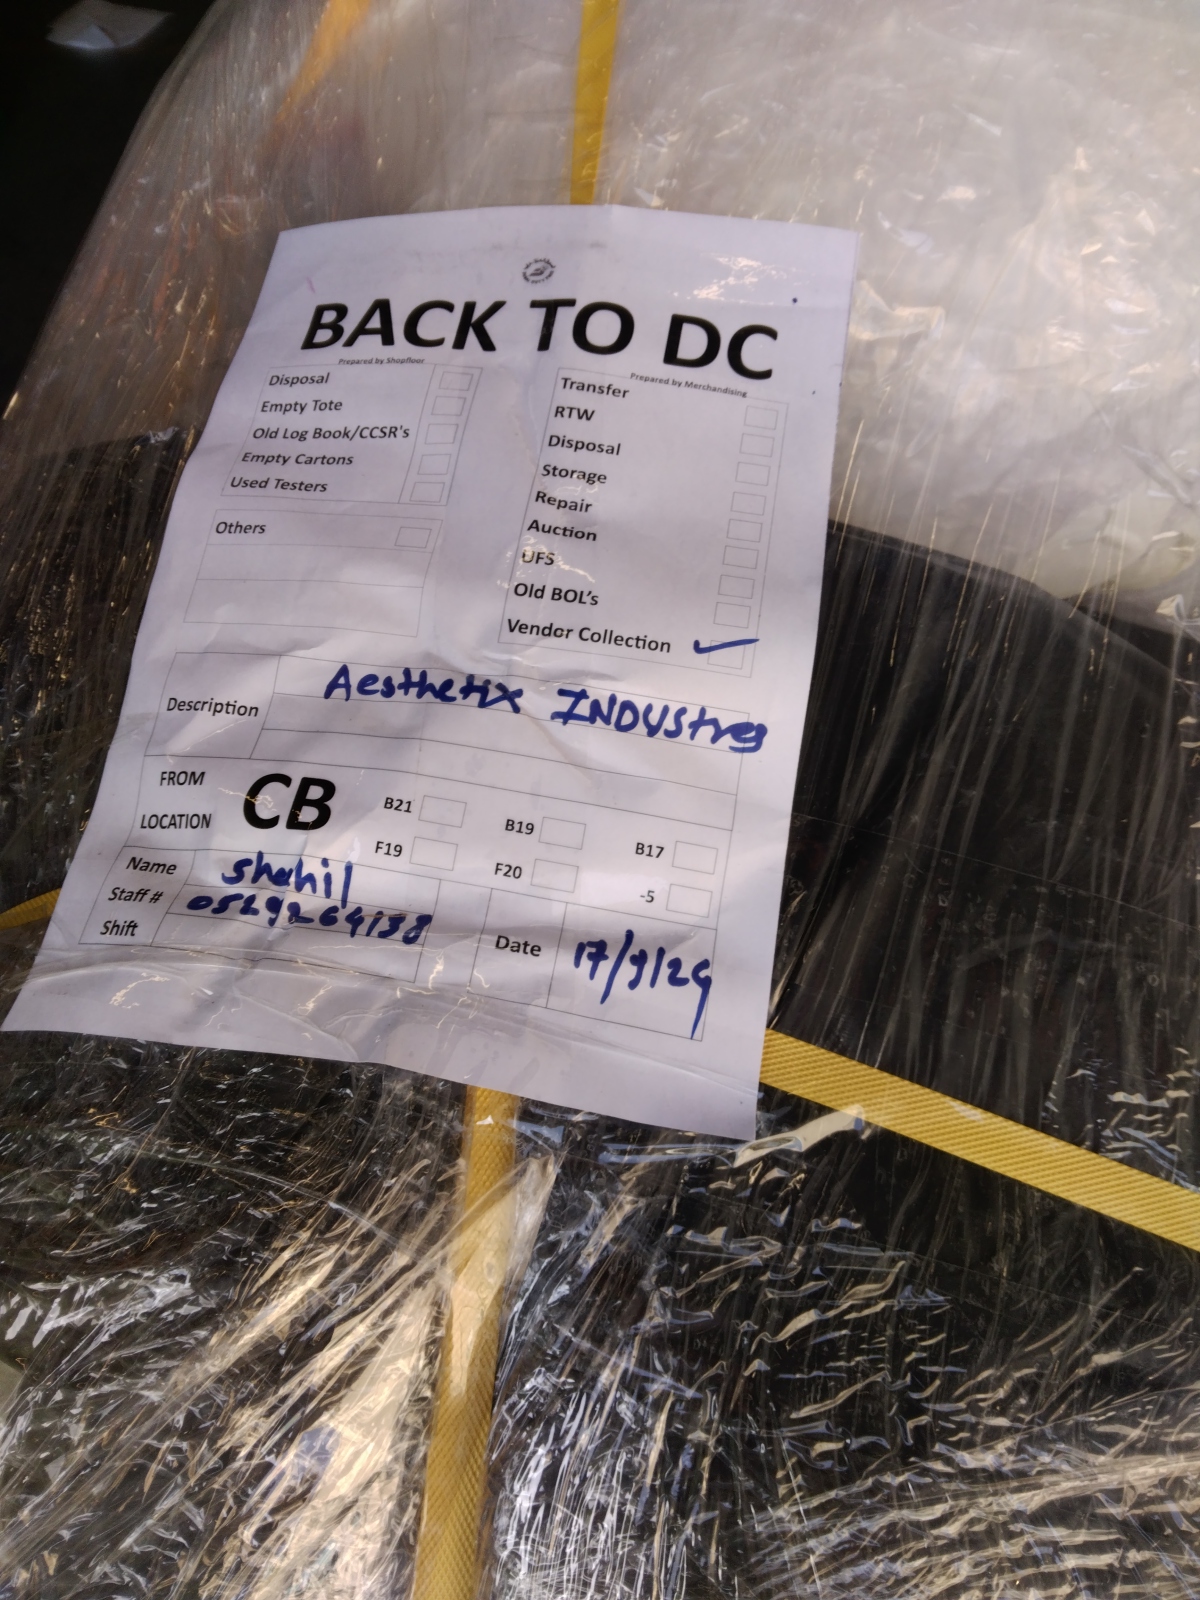 BACK TO DC
Prepared by Shopfloor
Disposal
Empty Tote
Old Log Book/CCSR's
Empty Cartons
Used Testers
Others
Prepared by Merchandising
Transfer
RTW
Disposal
Storage
Repair
Auction
UFS
Old BOL's
Vendor Collection
Description
Aesthetix INDUStres
FROM
LOCATION
CB
B21
B19
B17
F19
F20
-5
Name
shahil
Staff #
0529264158
Shift
Date
17/9/24